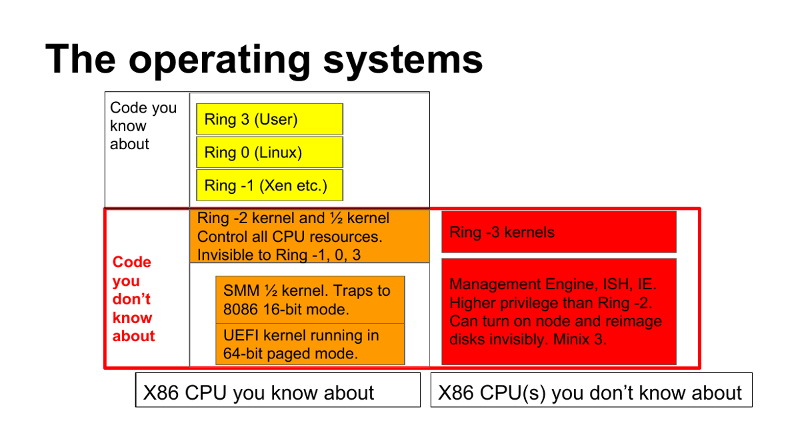 The operating systems
Code you
know
about
Ring 3 (User)
Ring 0 (Linux)
Ring -1 (Xen etc.)
Code
you
don't
know
about
Ring -2 kernel and ½ kernel
Control all CPU resources.
Invisible to Ring -1, 0, 3
SMM ½ kernel. Traps to
8086 16-bit mode.
UEFI kernel running in
64-bit paged mode.
Ring -3 kernels
Management Engine, ISH, IE.
Higher privilege than Ring -2.
Can turn on node and reimage
disks invisibly. Minix 3.
X86 CPU you know about
X86 CPU(s) you don't know about